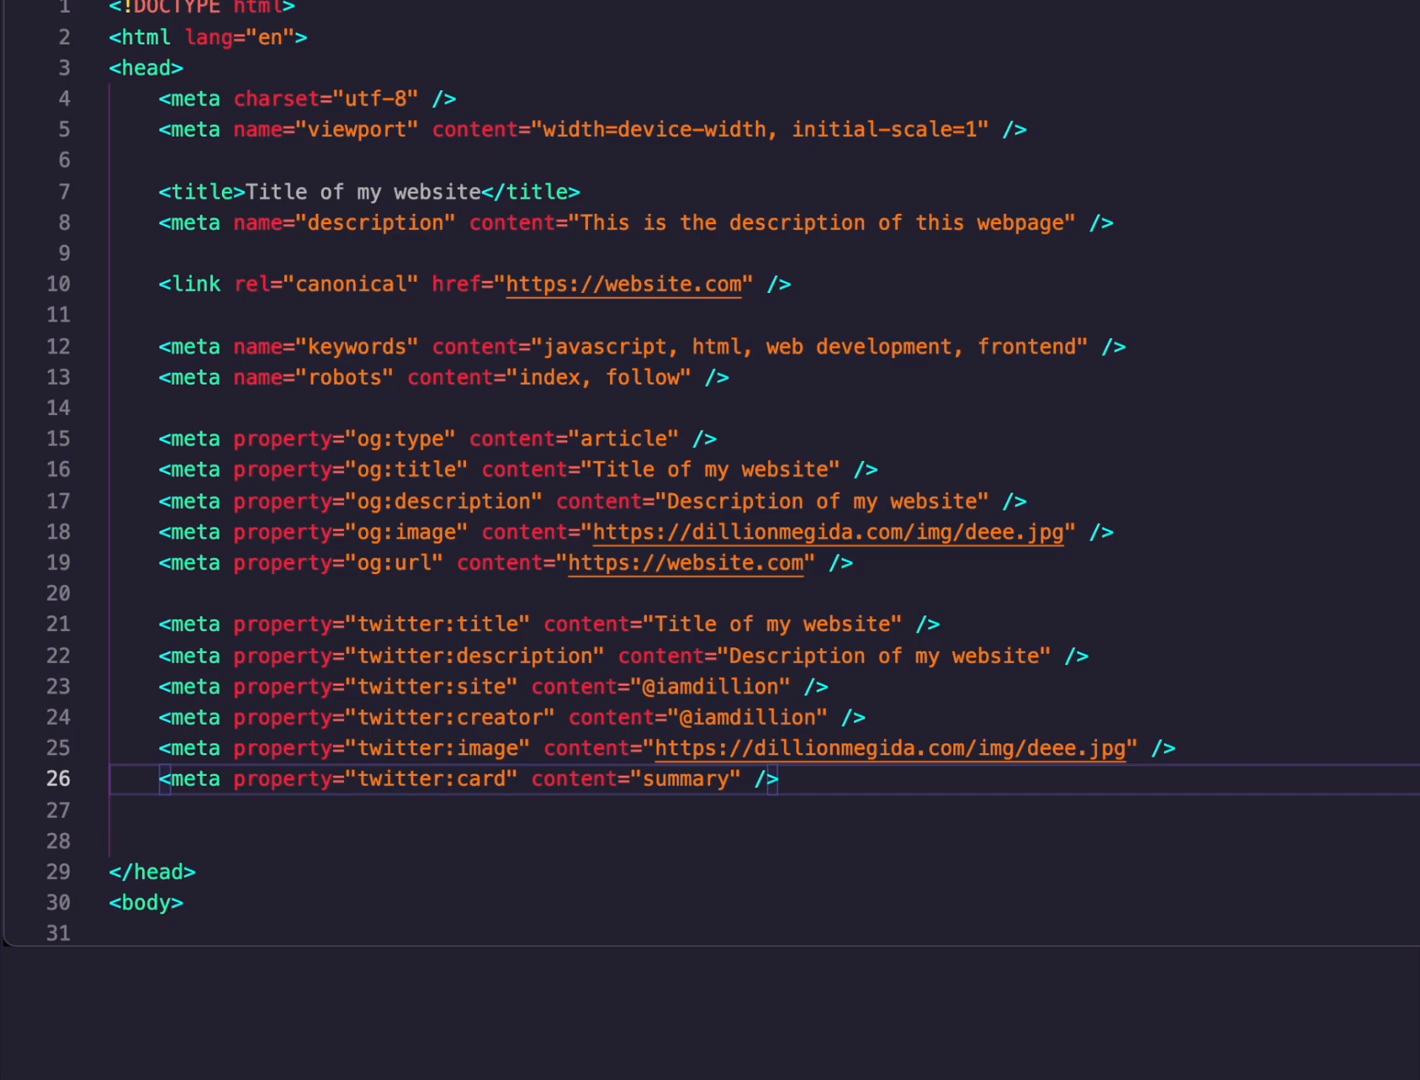 1 <!DOCTYPE html>
2 <html lang="en">
3 <head>
4 <meta charset="utf-8" />
5 <meta name="viewport" content="width=device-width, initial-scale=1" />
6
7 <title>Title of my website</title>
8 <meta name="description" content="This is the description of this webpage" />
9
10 <link rel="canonical" href="https://website.com" />
11
12 <meta name="keywords" content="javascript, html, web development, frontend" />
13 <meta name="robots" content="index, follow" />
14
15 <meta property="og:type" content="article" />
16 <meta property="og:title" content="Title of my website" />
17 <meta property="og:description" content="Description of my website" />
18 <meta property="og:image" content="https://dillionmegida.com/img/deee.jpg" />
19 <meta property="og:url" content="https://website.com" />
20
21 <meta property="twitter:title" content="Title of my website" />
22 <meta property="twitter:description" content="Description of my website" />
23 <meta property="twitter:site" content="@iamdillion" />
24 <meta property="twitter:creator" content="@iamdillion" />
25 <meta property="twitter:image" content="https://dillionmegida.com/img/deee.jpg" />
26 <meta property="twitter:card" content="summary" />
27
28
29 </head>
30 <body>
31